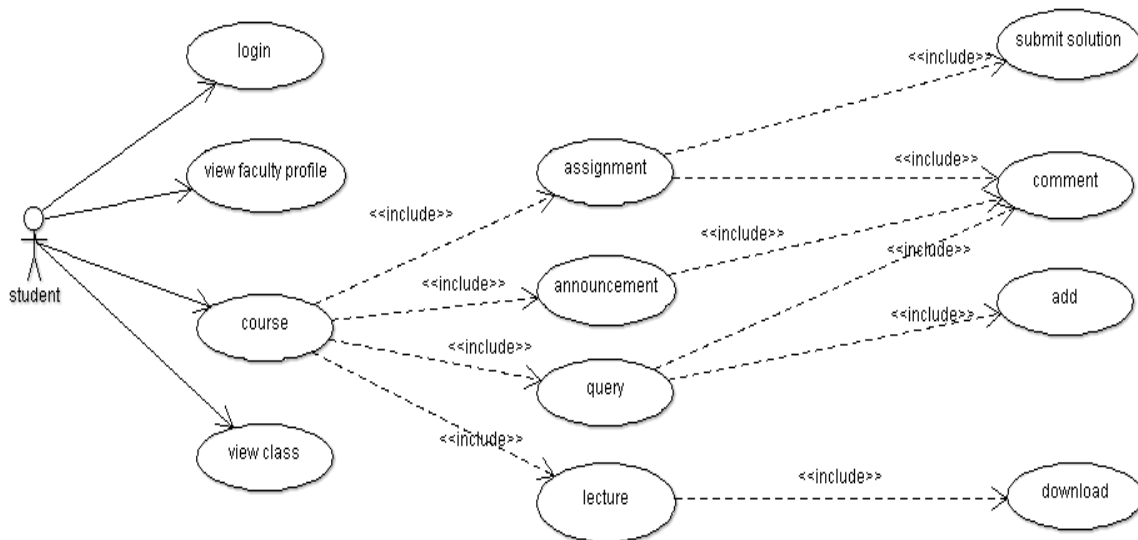 login
submit solution
<<include>>
view faculty profile
assignment
<<include>>
comment
<<include>>
<<include>>
<<include>>
student
course
<<include>>
announcement
add
<<include>>
<<include>>
query
view class
<<include>>
<<include>>
lecture
download